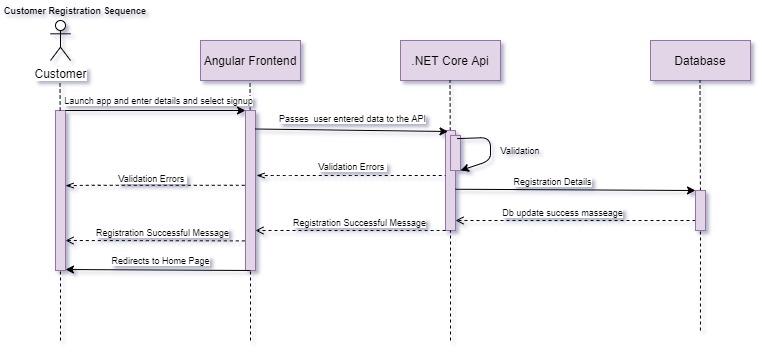 Customer Registration Sequence
Customer
Angular Frontend
.NET Core Api
Database
Launch app and enter details and select signup
Passes user entered data to the API
Validation
Validation Errors
Validation Errors
Registration Details
Db update success masseage
Registration Successful Message
Registration Successful Message
Redirects to Home Page